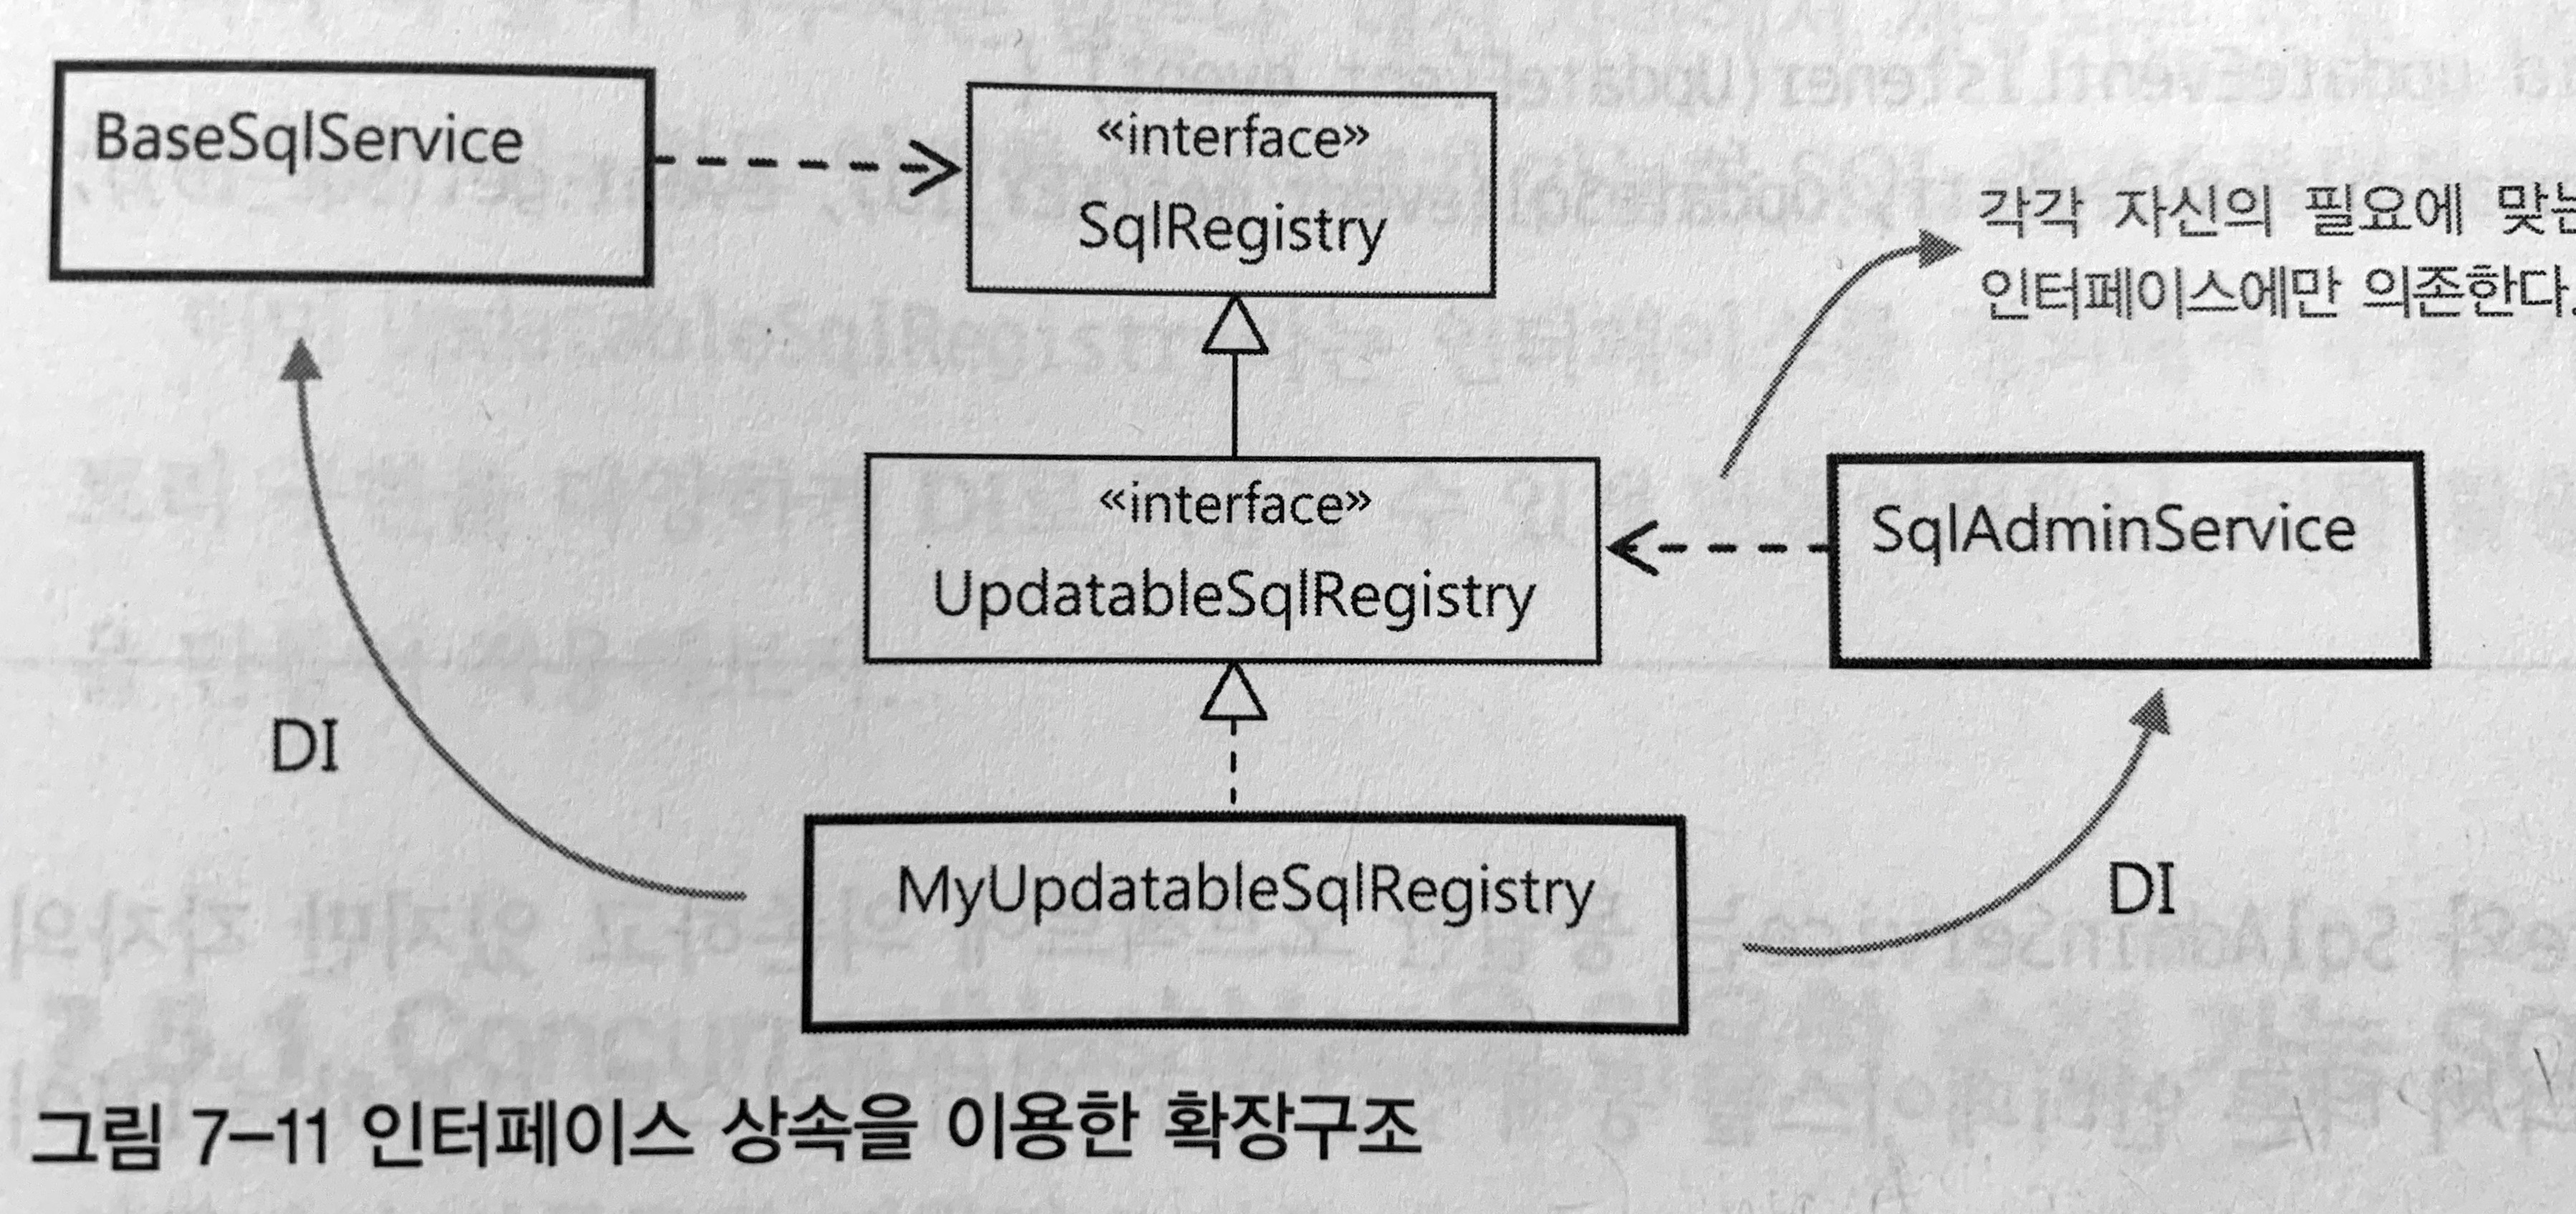 BaseSqlService
«interface»
SqlRegistry
각각 자신의 필요에 맞는
인터페이스에만 의존한다.
«interface»
UpdatableSqlRegistry
SqlAdminService
DI
MyUpdatableSqlRegistry
DI
그림 7-11 인터페이스 상속을 이용한 확장구조